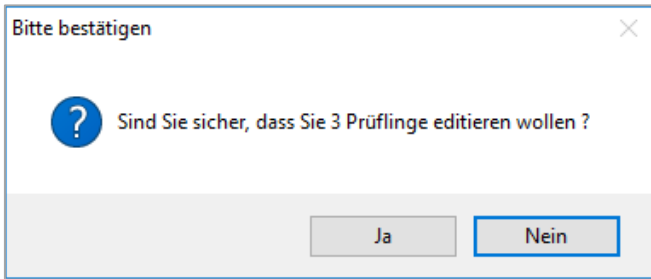 Bitte bestätigen
Sind Sie sicher, dass Sie 3 Prüflinge editieren wollen ?
Ja
Nein